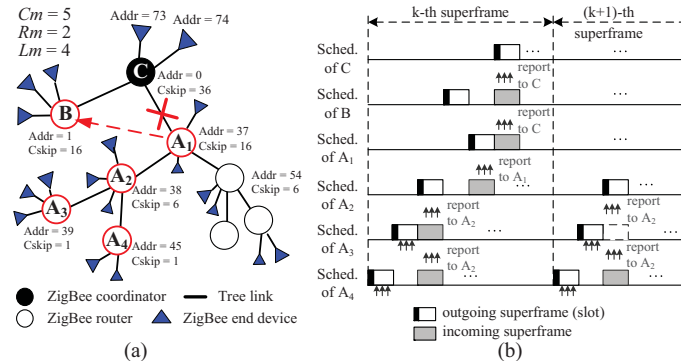 Cm = 5
Rm = 2
Lm = 4
Addr = 73
Addr = 74
C
Addr = 0
Cskip = 36
B
Addr = 1
Cskip = 16
A1
Addr = 37
Cskip = 16
A2
Addr = 38
Cskip = 6
Addr = 54
Cskip = 6
A3
Addr = 39
Cskip = 1
A4
Addr = 45
Cskip = 1
ZigBee coordinator
Tree link
ZigBee router
ZigBee end device
(a)
k-th superframe
(k+1)-th
superframe
Sched.
of C
...
...
report
to C
Sched.
of B
...
report
to C
Sched.
of A1
...
...
report
to A1
Sched.
of A2
...
...
report
to A2
report
to A2
Sched.
of A3
...
report
to A2
report
to A2
Sched.
of A4
...
...
outgoing superframe (slot)
incoming superframe
(b)